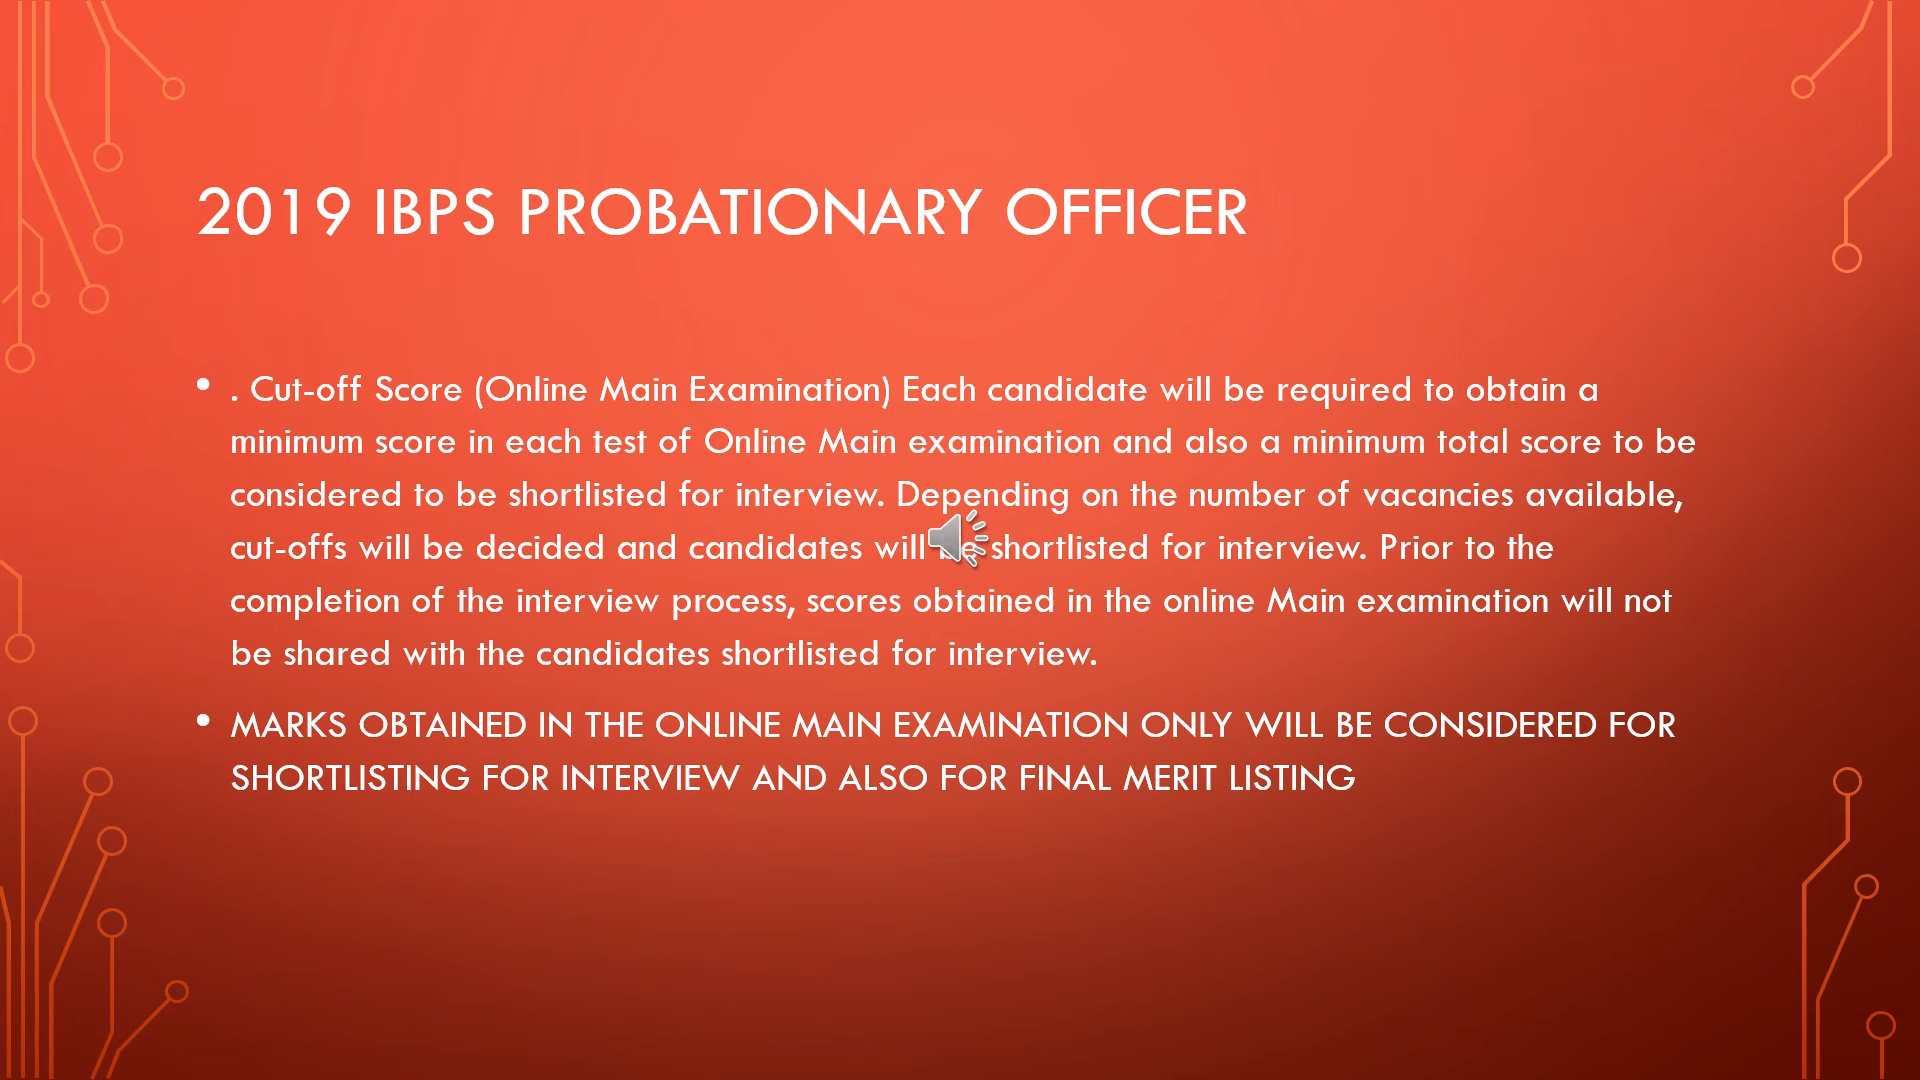 2019 IBPS PROBATIONARY OFFICER
• . Cut-off Score (Online Main Examination) Each candidate will be required to obtain a
minimum score in each test of Online Main examination and also a minimum total score to be
considered to be shortlisted for interview. Depending on the number of vacancies available,
cut-offs will be decided and candidates will be shortlisted for interview. Prior to the
completion of the interview process, scores obtained in the online Main examination will not
be shared with the candidates shortlisted for interview.
• MARKS OBTAINED IN THE ONLINE MAIN EXAMINATION ONLY WILL BE CONSIDERED FOR
SHORTLISTING FOR INTERVIEW AND ALSO FOR FINAL MERIT LISTING